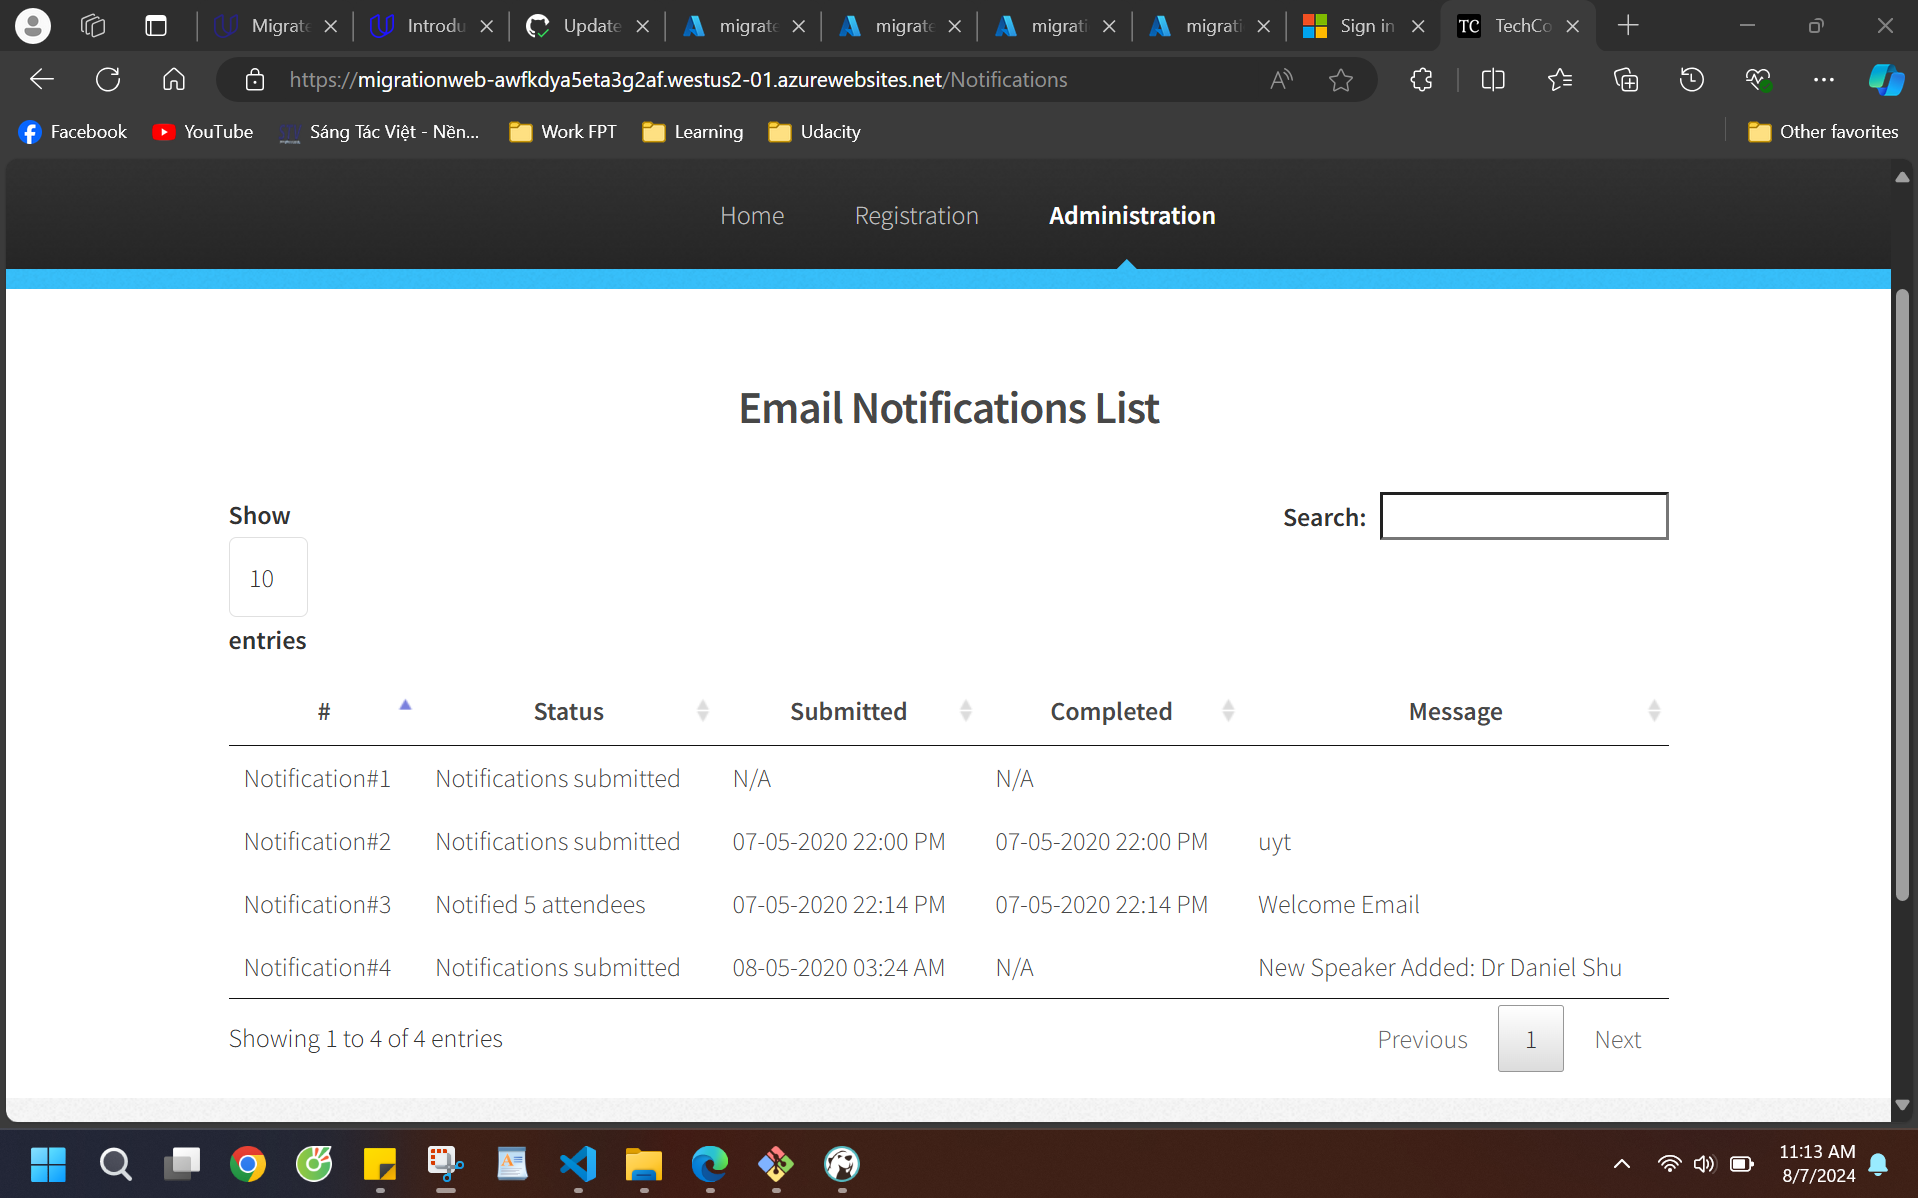 Migrate
Introdu
Update
migrate
migrate
migrati
migrati
Sign in
TC TechCo
https://migrationweb-awfkdya5eta3g2af.westus2-01.azurewebsites.net/Notifications
Facebook
YouTube
Sáng Tác Việt - Nền...
Work FPT
Learning
Udacity
Other favorites
Home
Registration
Administration
Email Notifications List
Show
10
entries
Search:
# Status Submitted Completed Message
Notification#1 Notifications submitted N/A N/A
Notification#2 Notifications submitted 07-05-2020 22:00 PM 07-05-2020 22:00 PM uyt
Notification#3 Notified 5 attendees 07-05-2020 22:14 PM 07-05-2020 22:14 PM Welcome Email
Notification#4 Notifications submitted 08-05-2020 03:24 AM N/A New Speaker Added: Dr Daniel Shu
Showing 1 to 4 of 4 entries
Previous 1 Next
11:13 AM
8/7/2024